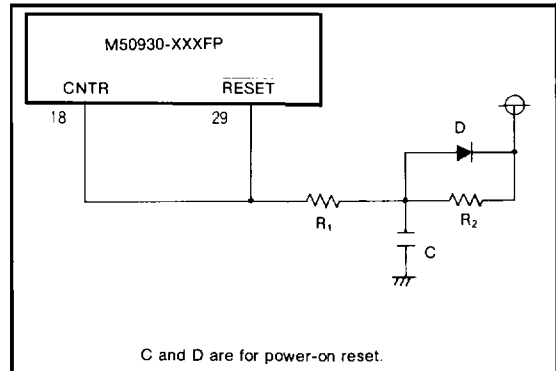 M50930-XXXFP
CNTR RESET
18 29
D
R₁ R₂
C
C and D are for power-on reset.